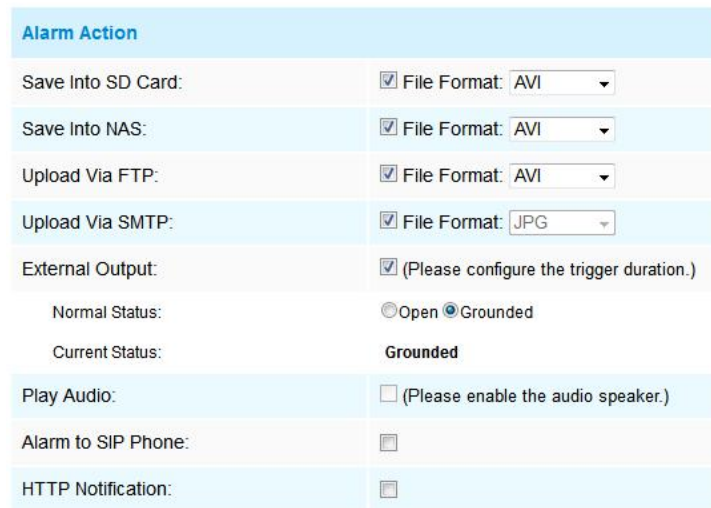 Alarm Action
Save Into SD Card: File Format: AVI
Save Into NAS: File Format: AVI
Upload Via FTP: File Format: AVI
Upload Via SMTP: File Format: JPG
External Output: (Please configure the trigger duration.)
Normal Status: Open Grounded
Current Status: Grounded
Play Audio: (Please enable the audio speaker.)
Alarm to SIP Phone:
HTTP Notification: